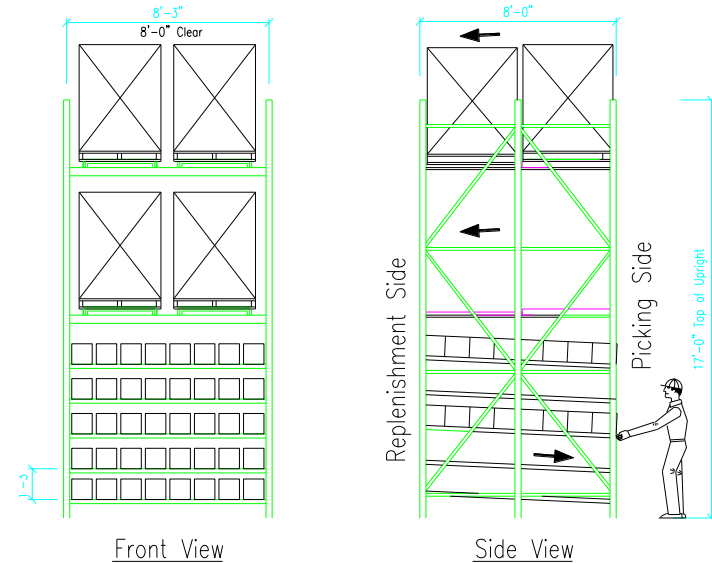 8'-3"
8'-0" Clear
8'-0"
Replenishment Side
Picking Side
17'-0" Top of Upright
1-3
Front View
Side View